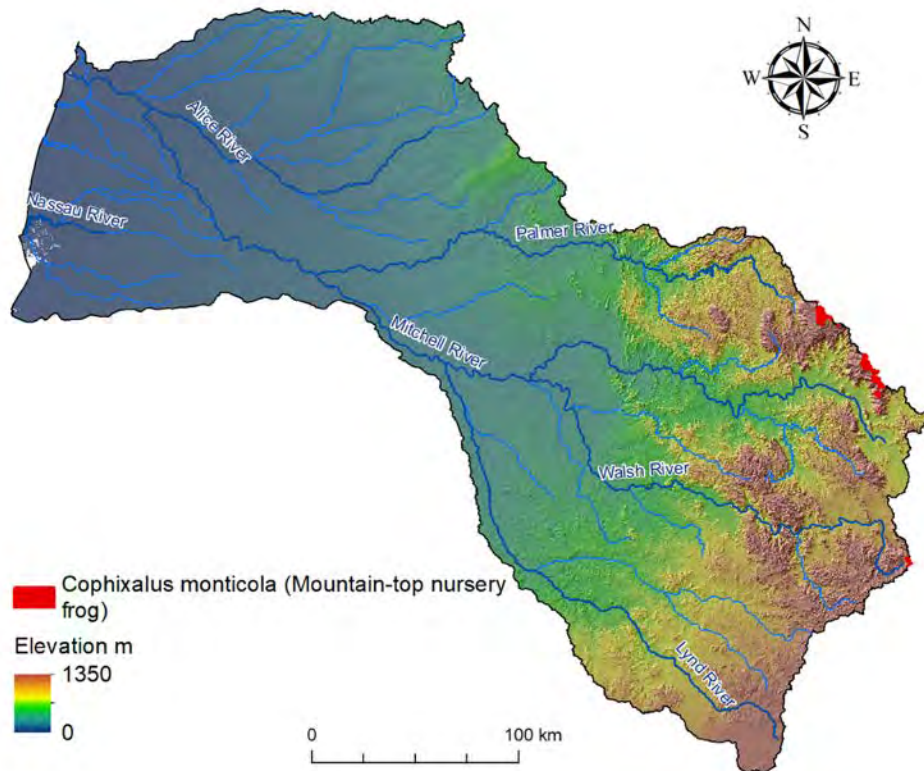 N
W E
S
Alice River
Nassau River
Palmer River
Mitchell River
Walsh River
Cophixalus monticola (Mountain-top nursery
frog)
Elevation m
1350
0
Lynd River
0 100 km